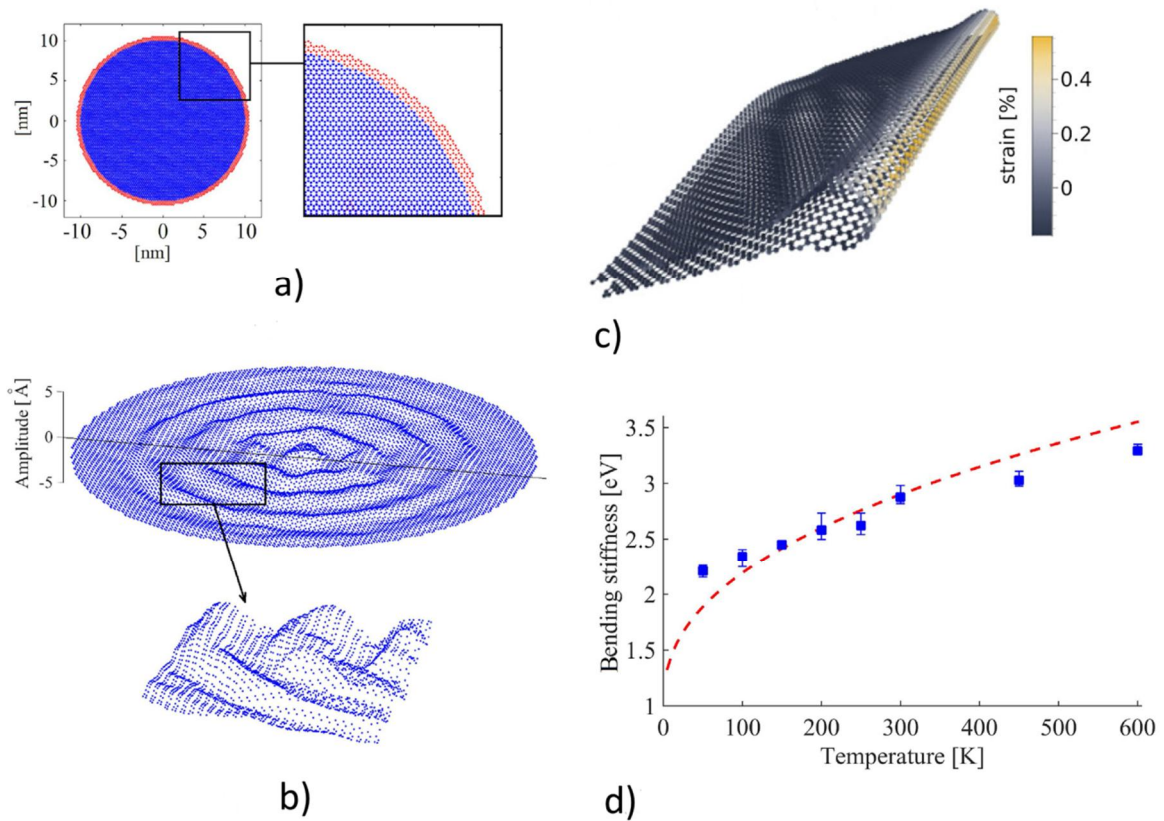 10
5
0
-5
-10
[nm]
-10
-5
0
5
10
[nm]
a)
0.4
0.2
0
strain [%]
c)
Amplitude [Å]
5
0
-5
b)
3.5
3
2.5
2
1.5
1
Bending stiffness [eV]
0 100 200 300 400 500 600
Temperature [K]
d)